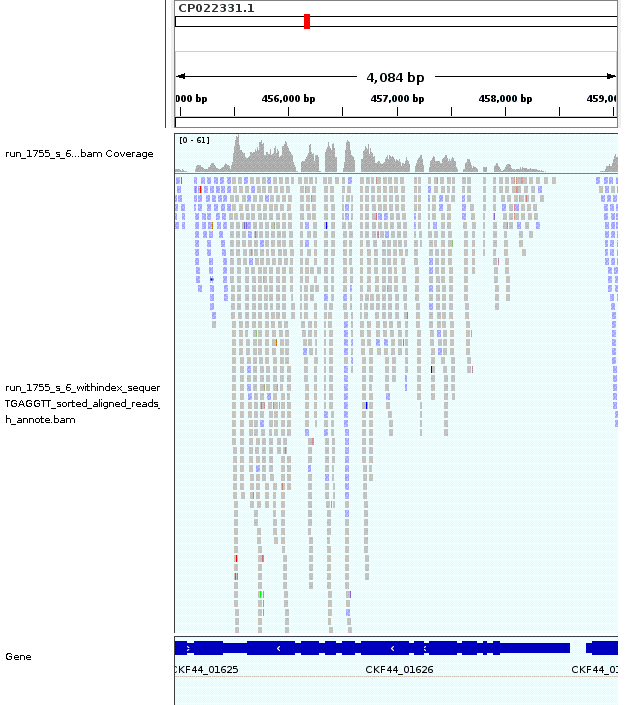 CP022331.1
4,084 bp
000 bp 456,000 bp 457,000 bp 458,000 bp 459,0
[0 - 61]
run_1755_s_6...bam Coverage
run_1755_s_6_withindex_sequer
TGAGGTT_sorted_aligned_reads_
h_annote.bam
Gene
CKF44_01625 CKF44_01626 CKF44_0